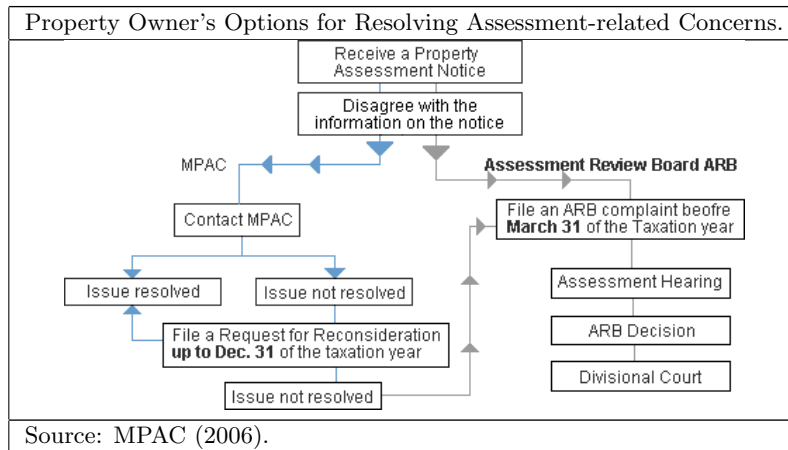 Property Owner's Options for Resolving Assessment-related Concerns.
Receive a Property
Assessment Notice
Disagree with the
information on the notice
MPAC
Assessment Review Board ARB
Contact MPAC
File an ARB complaint beofre
March 31 of the Taxation year
Issue resolved
Issue not resolved
Assessment Hearing
File a Request for Reconsideration
up to Dec. 31 of the taxation year
ARB Decision
Issue not resolved
Divisional Court
Source: MPAC (2006).